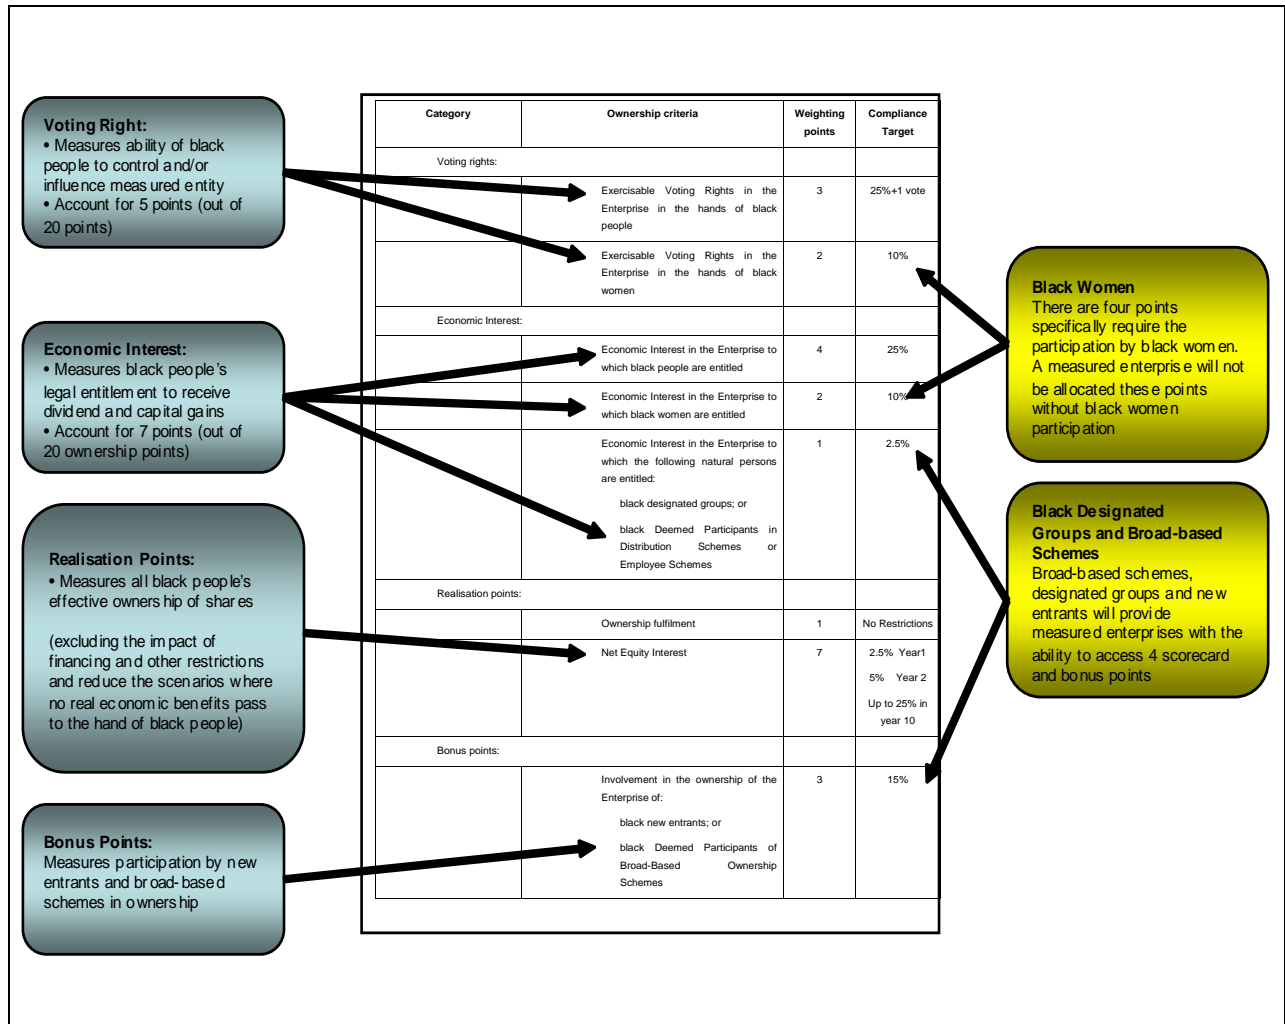 Voting Right:
• Measures ability of black
people to control and/or
influence measured entity
• Account for 5 points (out of
20 points)
Economic Interest:
• Measures black people's
legal entitlement to receive
dividend and capital gains
• Account for 7 points (out of
20 ownership points)
Realisation Points:
• Measures all black people's
effective ownership of shares
(excluding the impact of
financing and other restrictions
and reduce the scenarios where
no real economic benefits pass
to the hand of black people)
Bonus Points:
Measures participation by new
entrants and broad-based
schemes in ownership
Category Ownership criteria Weighting points Compliance Target
Voting rights:
Exercisable Voting Rights in the 3 25%+1 vote
Enterprise in the hands of black
people
Exercisable Voting Rights in the 2 10%
Enterprise in the hands of black
women
Economic Interest:
Economic Interest in the Enterprise to 4 25%
which black people are entitled
Economic Interest in the Enterprise to 2 10%
which black women are entitled
Economic Interest in the Enterprise to 1 2.5%
which the following natural persons
are entitled:
black designated groups; or
black Deemed Participants in
Distribution Schemes or
Employee Schemes
Realisation points:
Ownership fulfilment 1 No Restrictions
Net Equity Interest 7 2.5% Year1
5% Year 2
Up to 25% in
year 10
Bonus points:
Involvement in the ownership of the 3 15%
Enterprise of:
black new entrants; or
black Deemed Participants of
Broad-Based Ownership
Schemes
Black Women
There are four points
specifically require the
participation by black women.
A measured enterprise will not
be allocated these points
without black women
participation
Black Designated
Groups and Broad-based
Schemes
Broad-based schemes,
designated groups and new
entrants will provide
measured enterprises with the
ability to access 4 scorecard
and bonus points